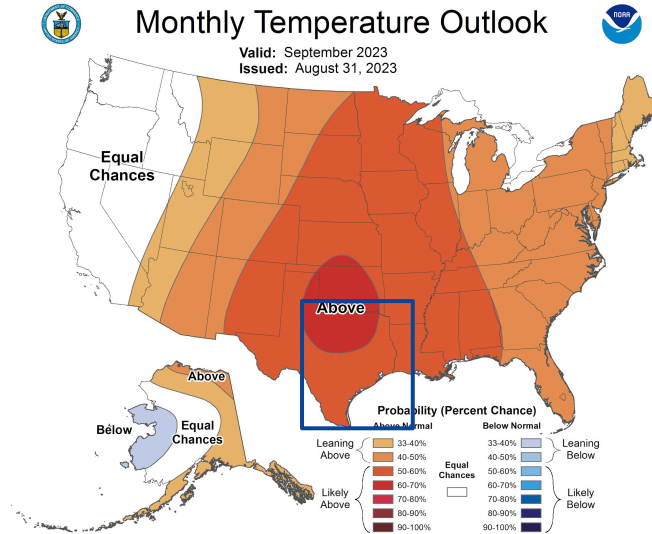 Monthly Temperature Outlook
NOAA
Valid: September 2023
Issued: August 31, 2023
Equal
Chances
Above
Above
Below
Equal
Chances
Probability (Percent Chance)
Above Normal
Below Normal
Leaning
Above
33-40%
40-50%
Likely
Above
50-60%
60-70%
70-80%
80-90%
90-100%
Equal
Chances
33-40%
40-50%
Leaning
Below
50-60%
60-70%
70-80%
80-90%
90-100%
Likely
Below